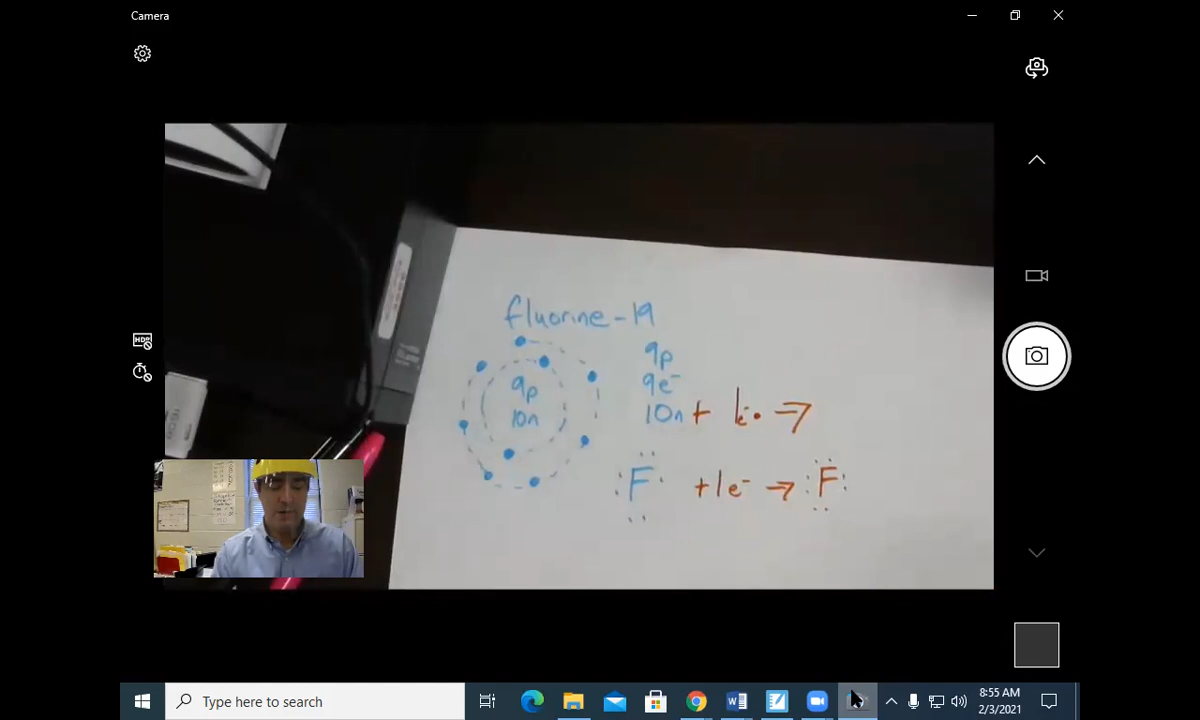 Camera
fluorine-19
9p
10n
9p
9e⁻
10n + 1e⁻ →
F + 1e⁻ → F
Type here to search
8:55 AM
2/3/2021